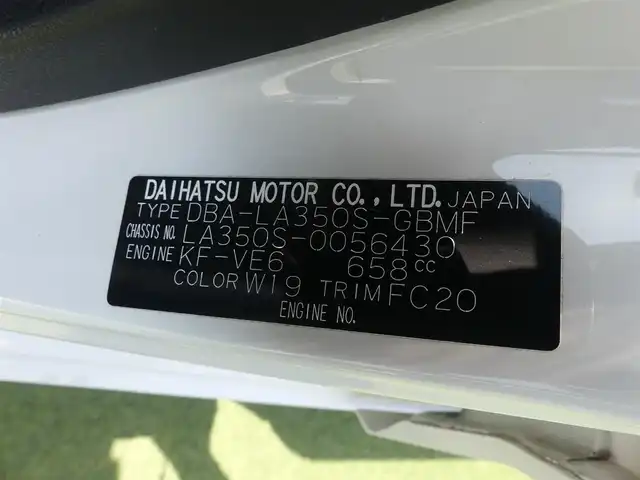 DAIHATSU MOTOR CO., LTD. JAPAN
TYPE DBA-LA350S-GBMF
CHASSIS NO. LA350S-0056430
ENGINE KF-VE6 658cc
COLOR W19 TRIM FC20
ENGINE NO.